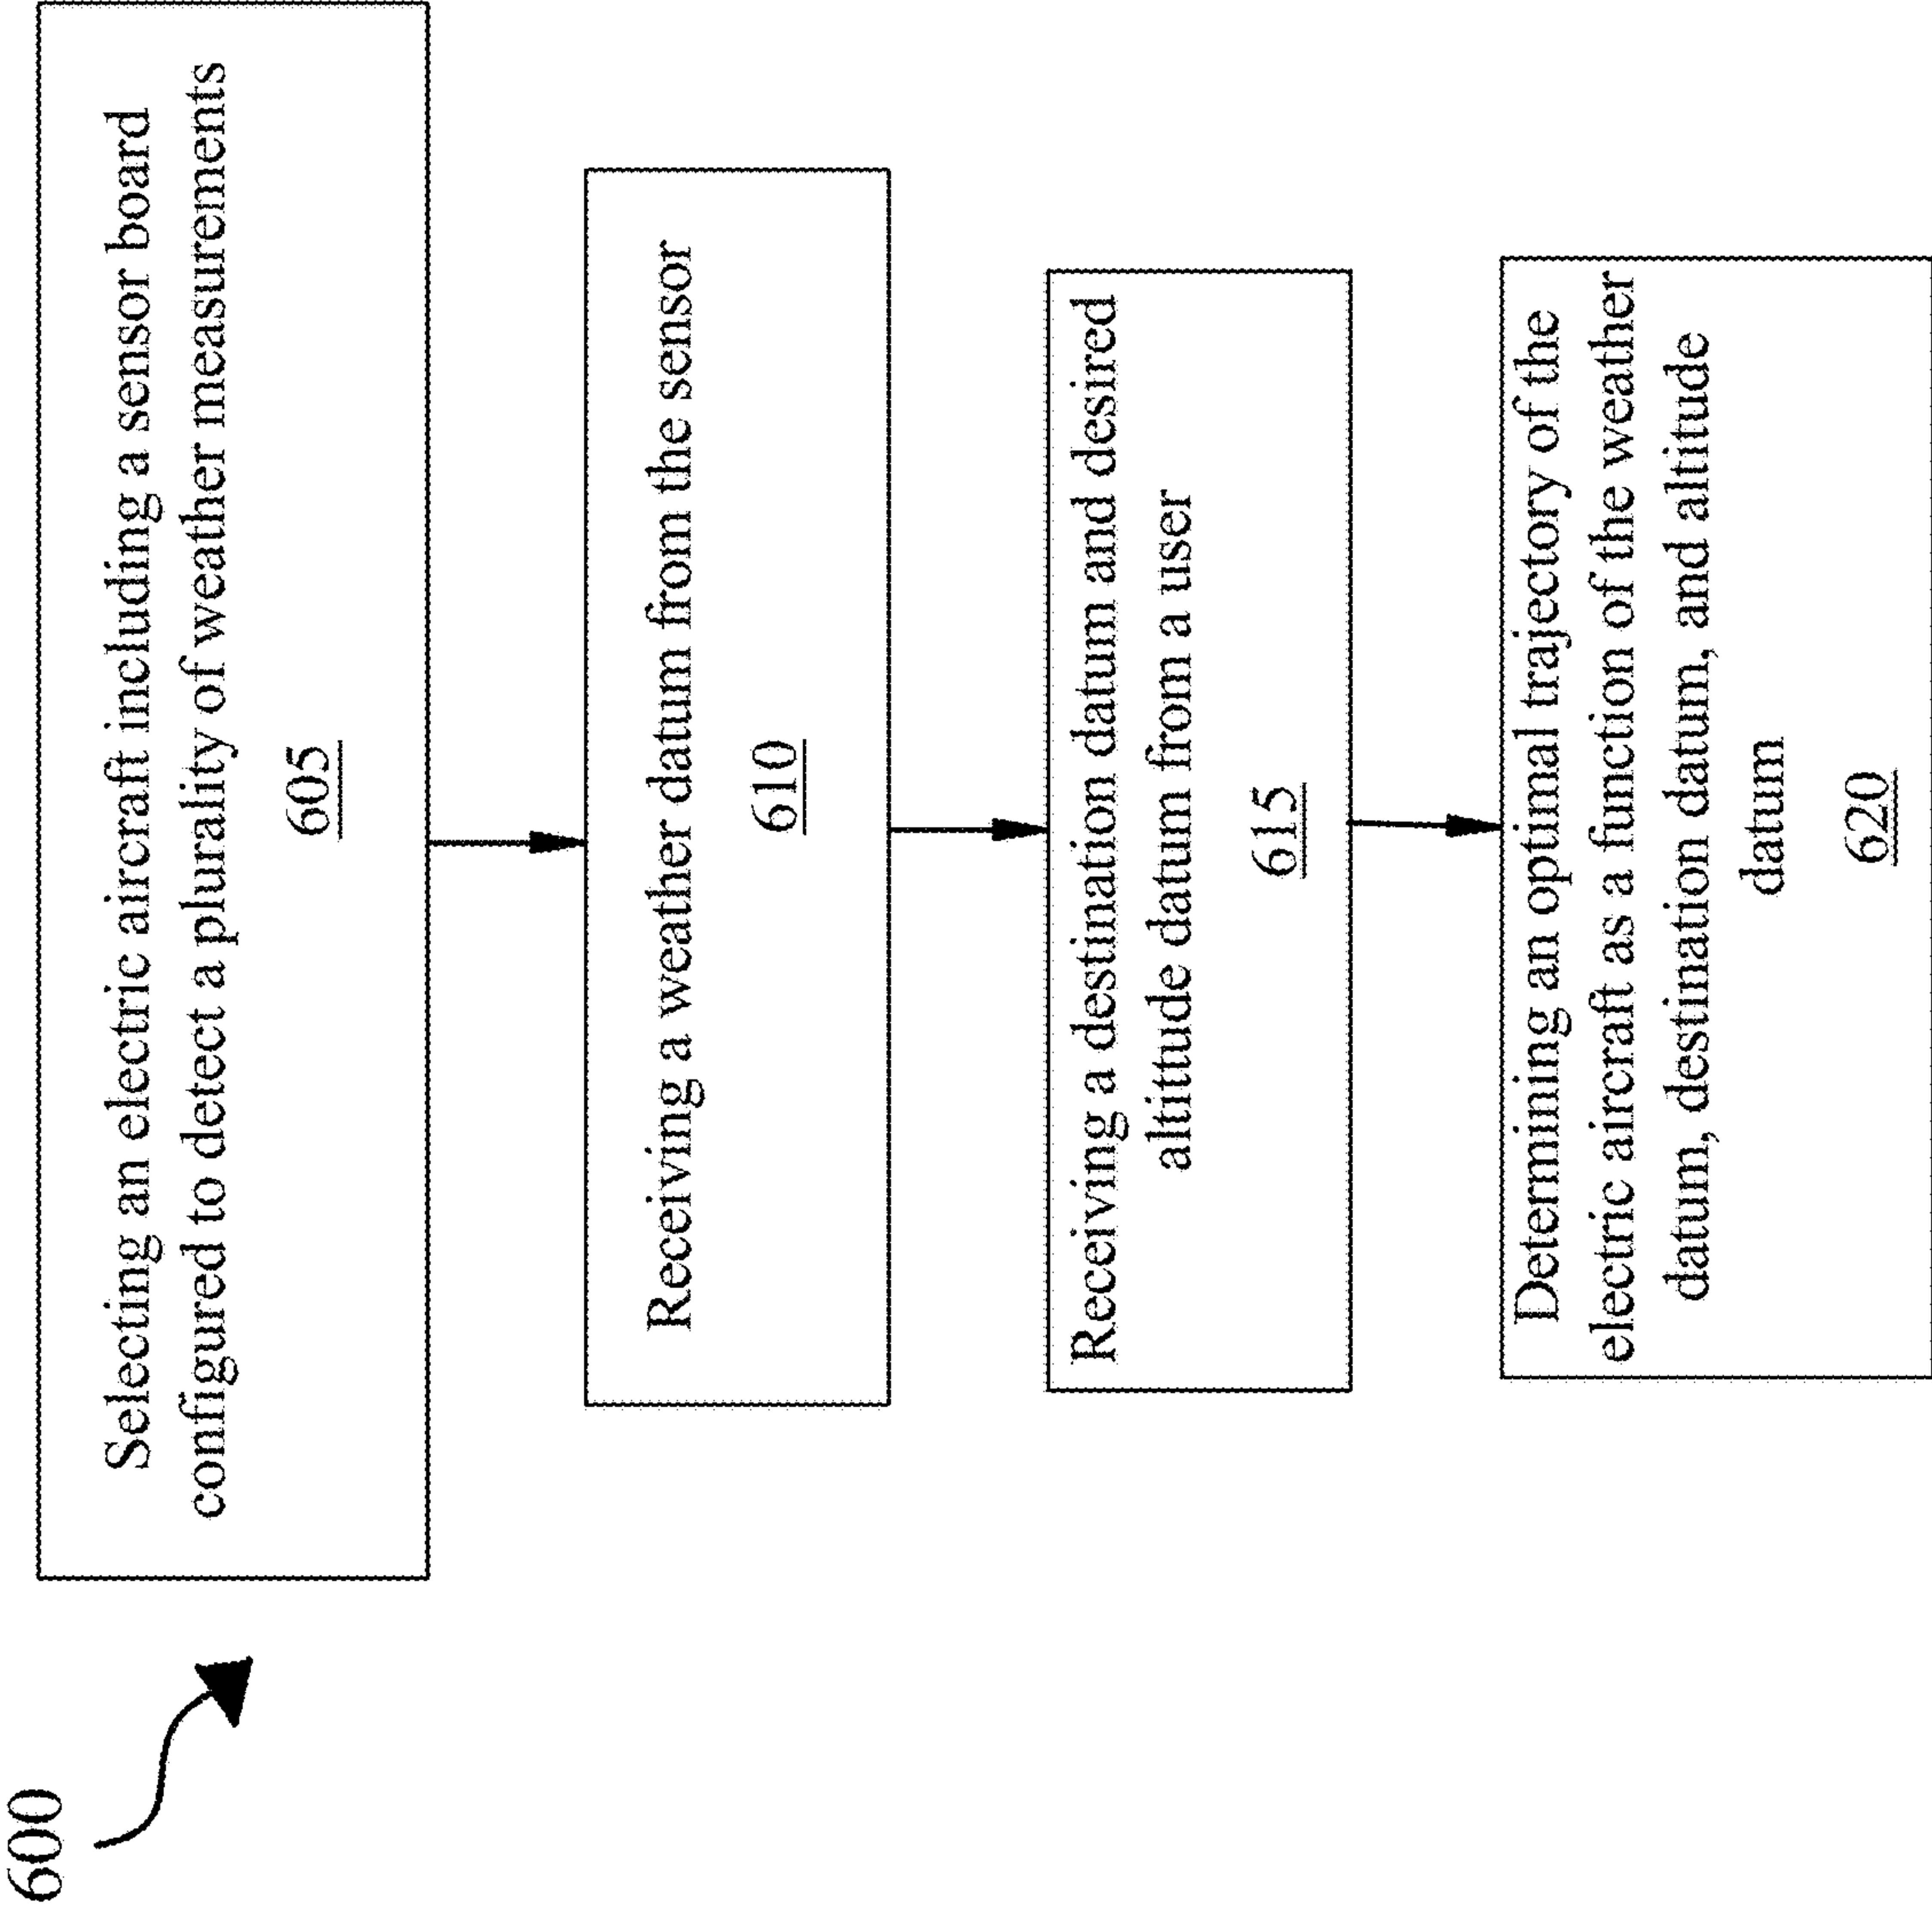 600
Selecting an electric aircraft including a sensor board
configured to detect a plurality of weather measurements
605
Receiving a weather datum from the sensor
610
Receiving a destination datum and desired
altitude datum from a user
615
Determining an optimal trajectory of the
electric aircraft as a function of the weather
datum, destination datum, and altitude
datum
620